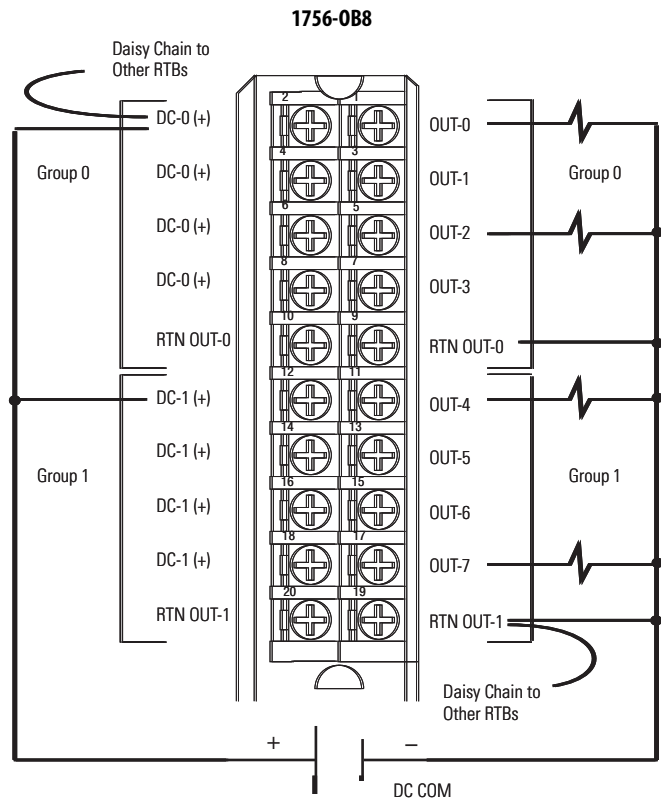 1756-OB8
Daisy Chain to
Other RTBs
2 1
DC-0 (+) OUT-0
4 3
Group 0 DC-0 (+) OUT-1 Group 0
6 5
DC-0 (+) OUT-2
8 7
DC-0 (+) OUT-3
10 9
RTN OUT-0 RTN OUT-0
12 11
DC-1 (+) OUT-4
14 13
DC-1 (+) OUT-5
Group 1 Group 1
16 15
DC-1 (+) OUT-6
18 17
DC-1 (+) OUT-7
20 19
RTN OUT-1 RTN OUT-1
Daisy Chain to
Other RTBs
+ –
DC COM